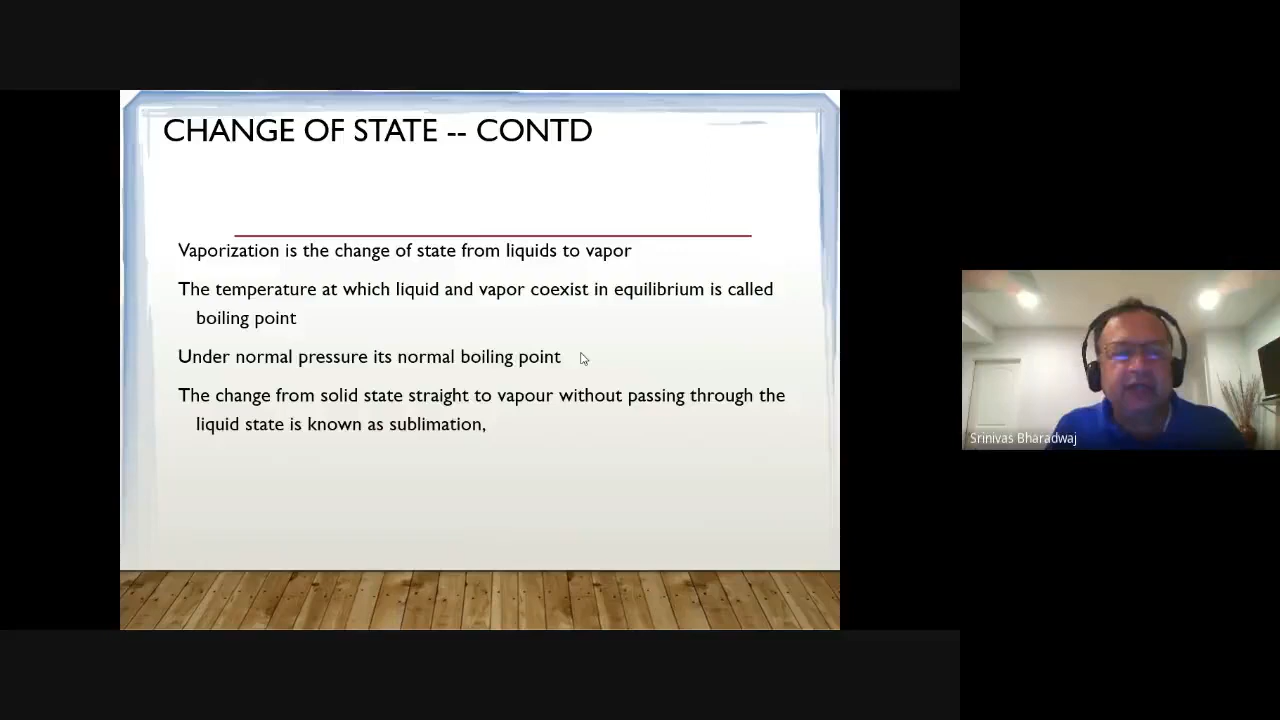 CHANGE OF STATE -- CONTD
Vaporization is the change of state from liquids to vapor
The temperature at which liquid and vapor coexist in equilibrium is called
boiling point
Under normal pressure its normal boiling point
The change from solid state straight to vapour without passing through the
liquid state is known as sublimation,
Srinivas Bharadwaj